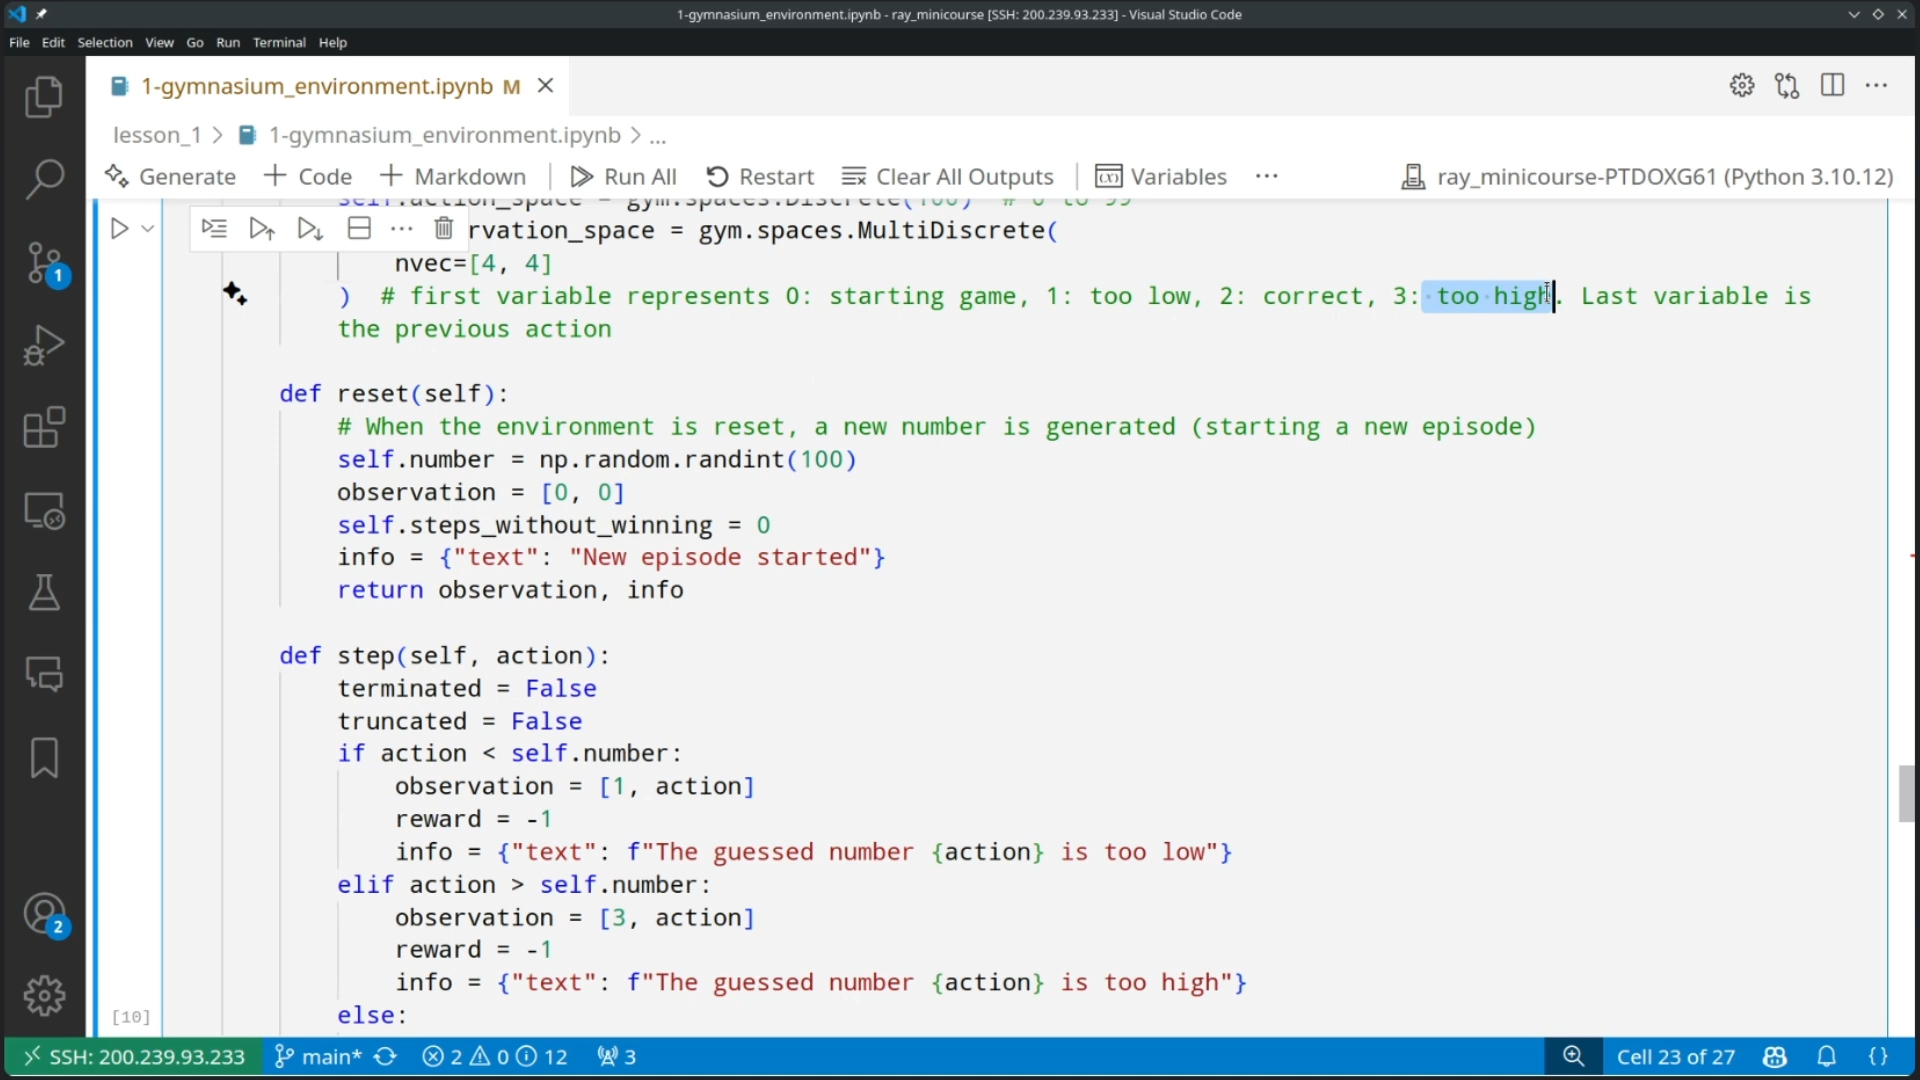 1-gymnasium_environment.ipynb - ray_minicourse [SSH: 200.239.93.233] - Visual Studio Code
File Edit Selection View Go Run Terminal Help
1-gymnasium_environment.ipynb M
lesson_1 > 1-gymnasium_environment.ipynb > ...
Generate + Code + Markdown Run All Restart Clear All Outputs Variables ... ray_minicourse-PTDOXG61 (Python 3.10.12)
self.action_space = gym.spaces.Discrete(100) # 0 to 99
rvation_space = gym.spaces.MultiDiscrete(
nvec=[4, 4]
) # first variable represents 0: starting game, 1: too low, 2: correct, 3: too high. Last variable is
the previous action
def reset(self):
# When the environment is reset, a new number is generated (starting a new episode)
self.number = np.random.randint(100)
observation = [0, 0]
self.steps_without_winning = 0
info = {"text": "New episode started"}
return observation, info
def step(self, action):
terminated = False
truncated = False
if action < self.number:
observation = [1, action]
reward = -1
info = {"text": f"The guessed number {action} is too low"}
elif action > self.number:
observation = [3, action]
reward = -1
info = {"text": f"The guessed number {action} is too high"}
else:
[10]
1
2
SSH: 200.239.93.233 main* 2 0 12 3 Cell 23 of 27 {}